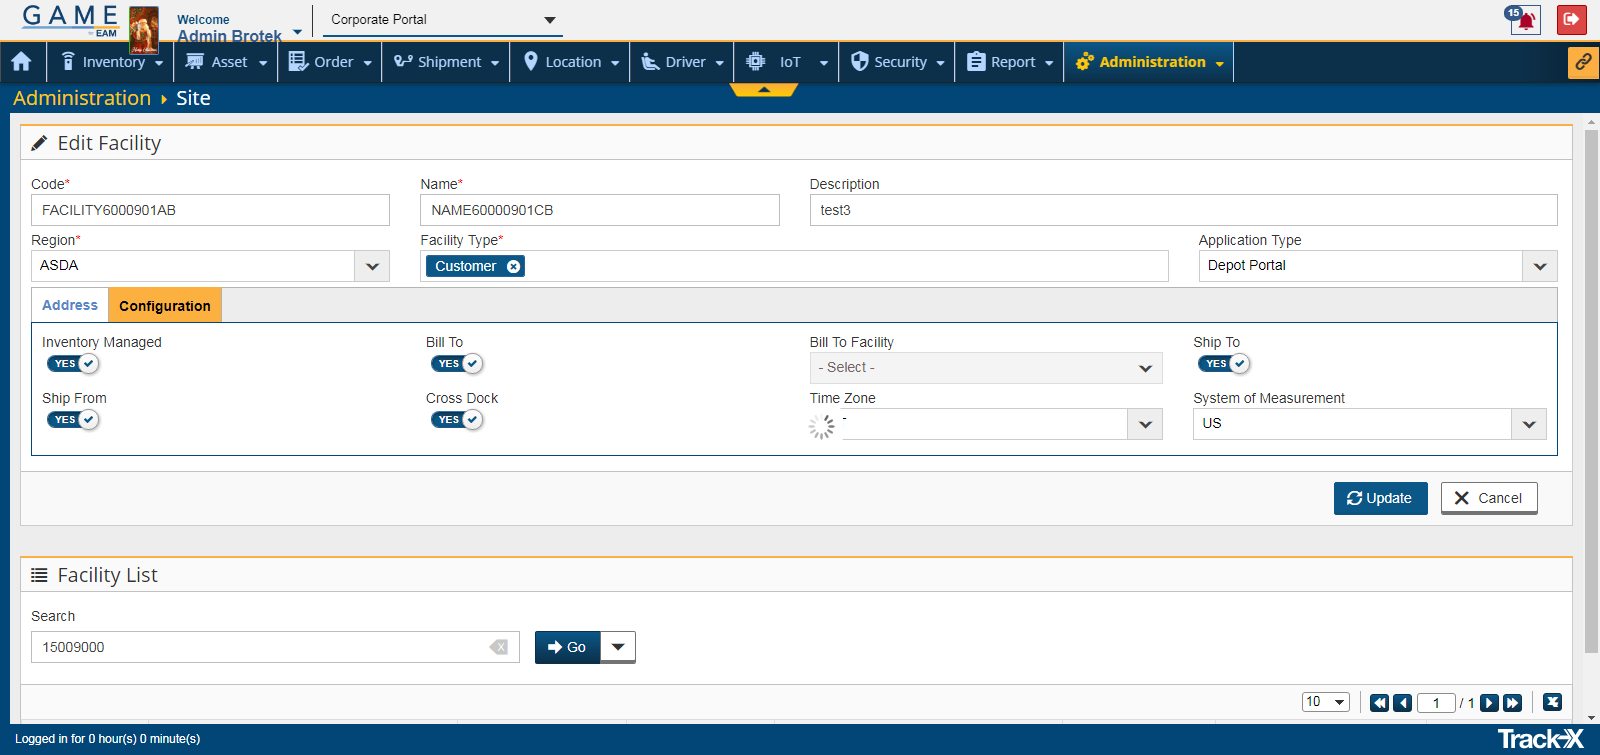 GAME
by EAM
Welcome
Admin Brotek
Corporate Portal
15
Inventory
Asset
Order
Shipment
Location
Driver
IoT
Security
Report
Administration
Administration Site
Edit Facility
Code* Name* Description
FACILITY6000901AB NAME60000901CB test3
Region* Facility Type* Application Type
ASDA Customer Depot Portal
Address Configuration
Inventory Managed Bill To Bill To Facility Ship To
YES YES - Select - YES
Ship From Cross Dock Time Zone System of Measurement
YES YES US
Update Cancel
Facility List
Search
15009000 Go
10 1 / 1
Logged in for 0 hour(s) 0 minute(s)
Track-X